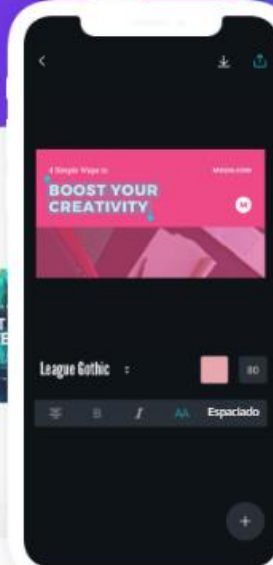 4 Simple Ways to
BOOST YOUR
CREATIVITY
M
League Gothic
80
B I AA Espaciado
+